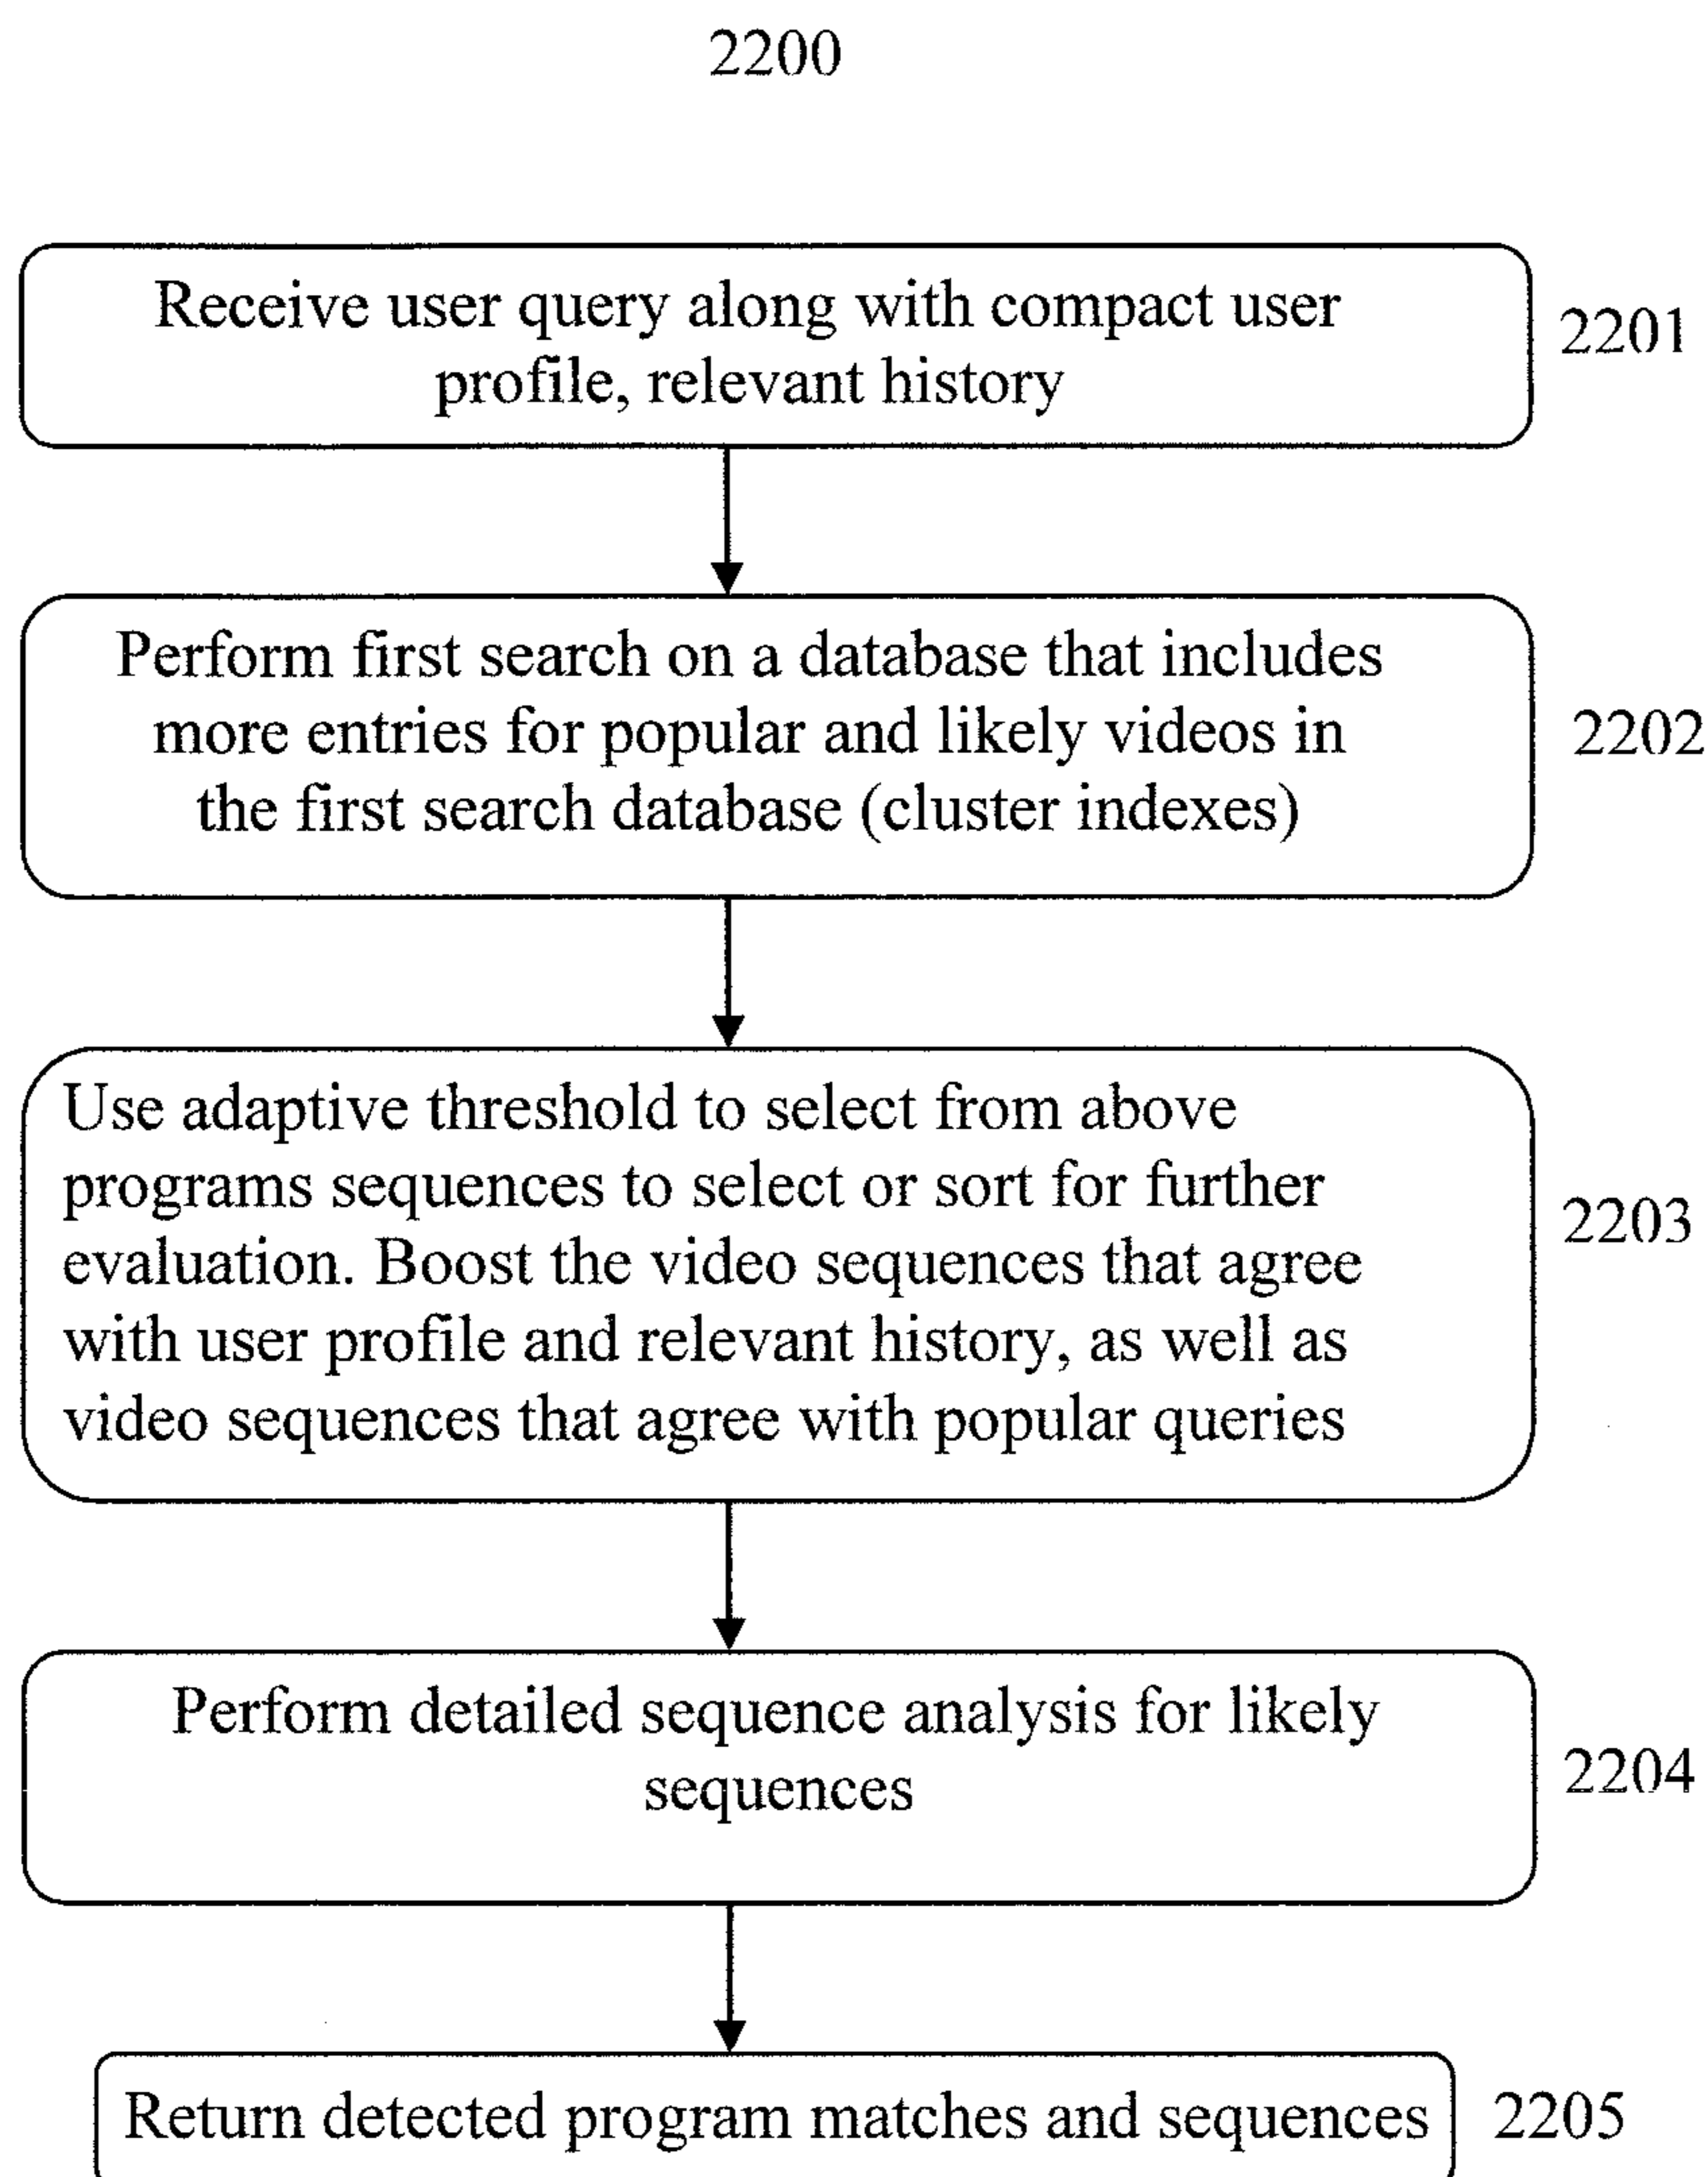 2200
Receive user query along with compact user
profile, relevant history
2201
Perform first search on a database that includes
more entries for popular and likely videos in
the first search database (cluster indexes)
2202
Use adaptive threshold to select from above
programs sequences to select or sort for further
evaluation. Boost the video sequences that agree
with user profile and relevant history, as well as
video sequences that agree with popular queries
2203
Perform detailed sequence analysis for likely
sequences
2204
Return detected program matches and sequences
2205